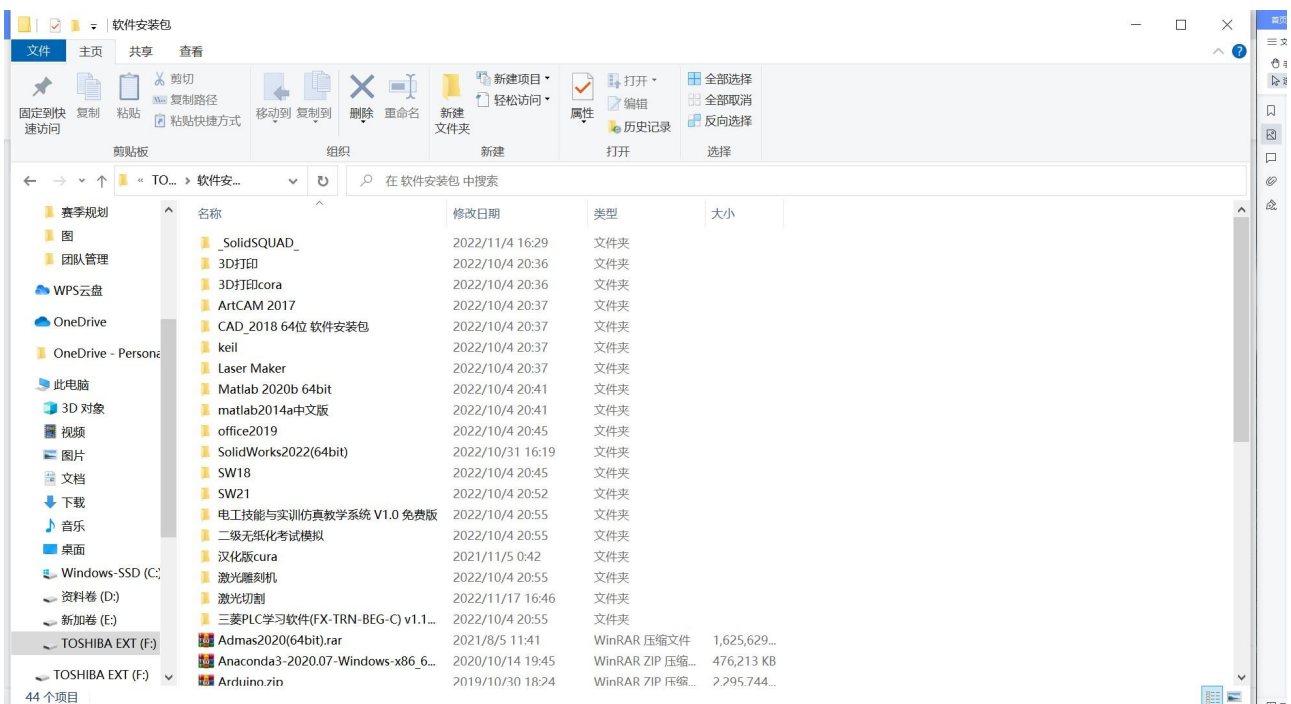 软件安装包
文件 主页 共享 查看
固定到快速访问 复制 粘贴 剪切 复制路径 粘贴快捷方式
移动到 复制到 删除 重命名
新建文件夹 新建项目 轻松访问
属性 打开 编辑 历史记录
全部选择 全部取消 反向选择
剪贴板 组织 新建 打开 选择
« TO... > 软件安... 在 软件安装包 中搜索
赛季规划
图
团队管理
WPS云盘
OneDrive
OneDrive - Persona
此电脑
3D 对象
视频
图片
文档
下载
音乐
桌面
Windows-SSD (C:)
资料卷 (D:)
新加卷 (E:)
TOSHIBA EXT (F:)
TOSHIBA EXT (F:)
名称 修改日期 类型 大小
_SolidSQUAD_ 2022/11/4 16:29 文件夹
3D打印 2022/10/4 20:36 文件夹
3D打印cora 2022/10/4 20:36 文件夹
ArtCAM 2017 2022/10/4 20:37 文件夹
CAD_2018 64位 软件安装包 2022/10/4 20:37 文件夹
keil 2022/10/4 20:37 文件夹
Laser Maker 2022/10/4 20:37 文件夹
Matlab 2020b 64bit 2022/10/4 20:41 文件夹
matlab2014a中文版 2022/10/4 20:41 文件夹
office2019 2022/10/4 20:45 文件夹
SolidWorks2022(64bit) 2022/10/31 16:19 文件夹
SW18 2022/10/4 20:45 文件夹
SW21 2022/10/4 20:52 文件夹
电工技能与实训仿真教学系统 V1.0 免费版 2022/10/4 20:55 文件夹
二级无纸化考试模拟 2022/10/4 20:55 文件夹
汉化版cura 2021/11/5 0:42 文件夹
激光雕刻机 2022/10/4 20:55 文件夹
激光切割 2022/11/17 16:46 文件夹
三菱PLC学习软件(FX-TRN-BEG-C) v1.1... 2022/10/4 20:55 文件夹
Admas2020(64bit).rar 2021/8/5 11:41 WinRAR 压缩文件 1,625,629...
Anaconda3-2020.07-Windows-x86_6... 2020/10/14 19:45 WinRAR ZIP 压缩... 476,213 KB
Arduino.zip 2019/10/30 18:24 WinRAR ZIP 压缩... 2,295,744...
44 个项目
首页